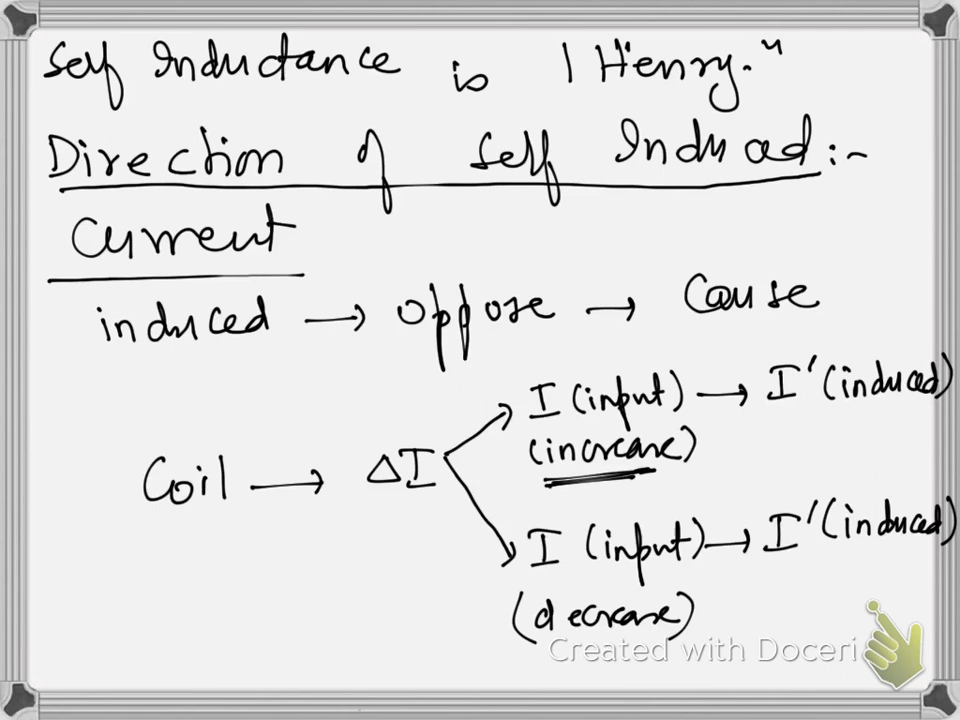 Self Inductance is 1 Henry."
Direction of Self Induced :-
Current
induced → oppose → Cause
I (input) → I' (induced)
(increase)
Coil → ΔI
I (input) → I' (induced)
(decrease)
Created with Doceri